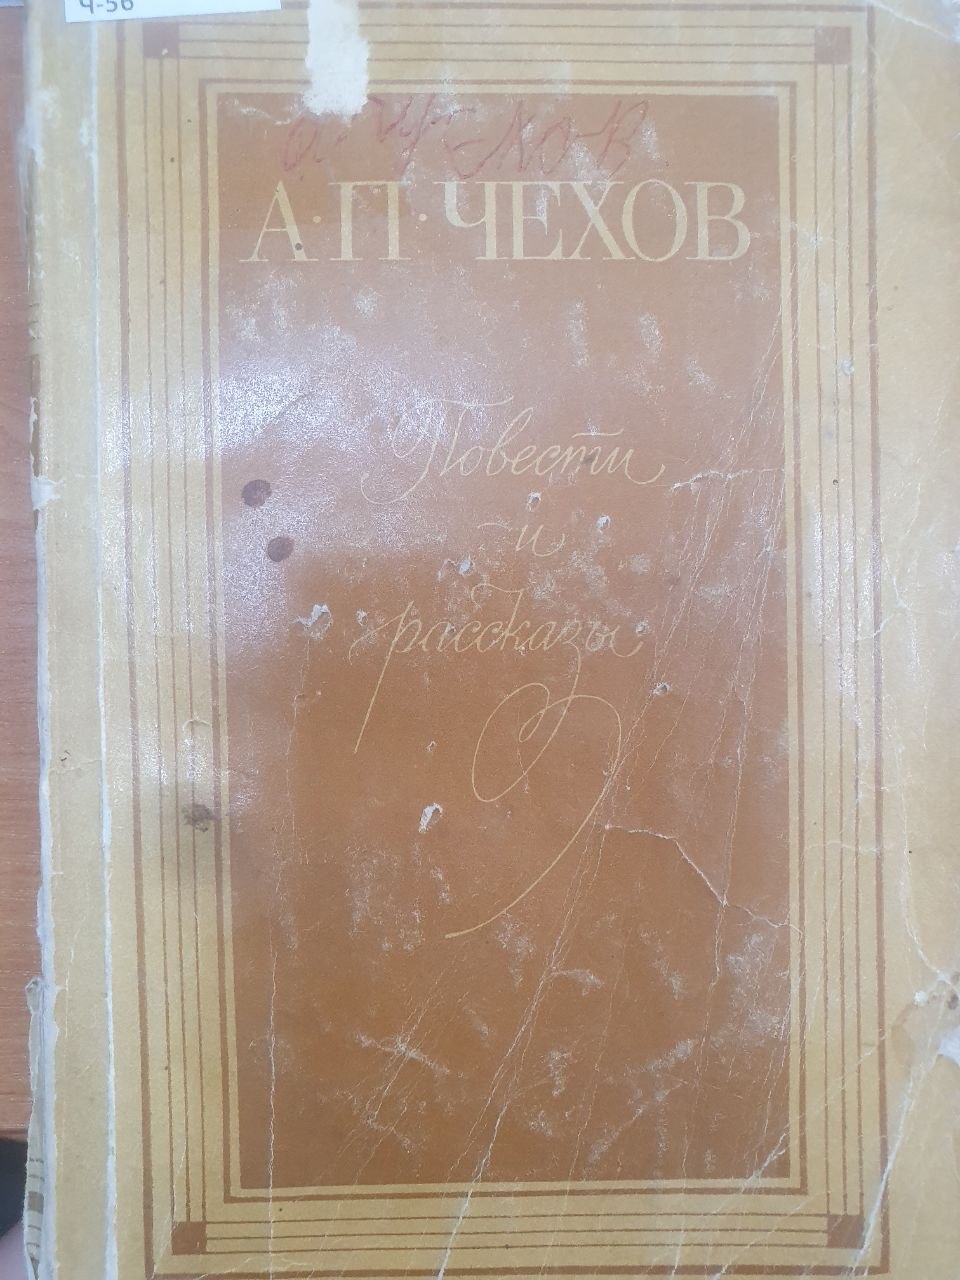 Ч-56
А·П·ЧЕХОВ
Повести
и
рассказы